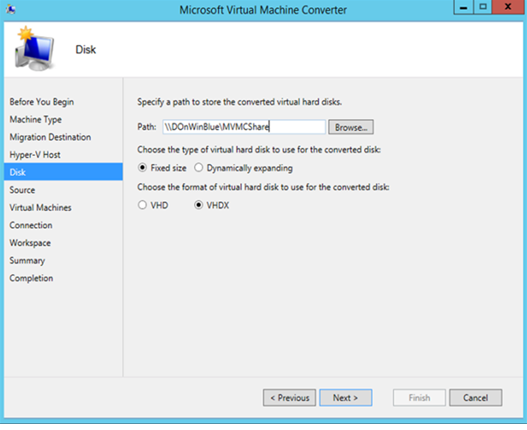 Microsoft Virtual Machine Converter
Disk
Before You Begin
Machine Type
Migration Destination
Hyper-V Host
Disk
Source
Virtual Machines
Connection
Workspace
Summary
Completion
Specify a path to store the converted virtual hard disks.
Path: \\DOnWinBlue\MVMCShare Browse...
Choose the type of virtual hard disk to use for the converted disk:
Fixed size Dynamically expanding
Choose the format of virtual hard disk to use for the converted disk:
VHD VHDX
< Previous Next > Finish Cancel